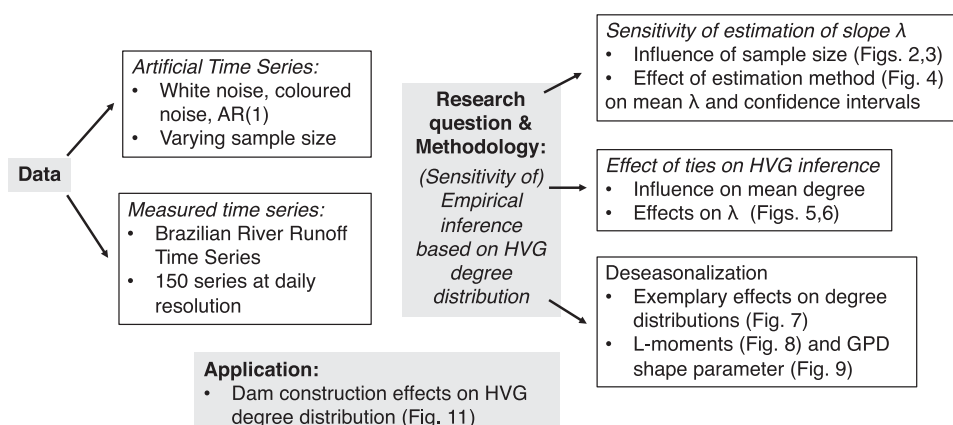 Data
Artificial Time Series:
• White noise, coloured
noise, AR(1)
• Varying sample size
Measured time series:
• Brazilian River Runoff
Time Series
• 150 series at daily
resolution
Research
question &
Methodology:
(Sensitivity of)
Empirical
inference
based on HVG
degree
distribution
Sensitivity of estimation of slope λ
• Influence of sample size (Figs. 2,3)
• Effect of estimation method (Fig. 4)
on mean λ and confidence intervals
Effect of ties on HVG inference
• Influence on mean degree
• Effects on λ (Figs. 5,6)
Deseasonalization
• Exemplary effects on degree
distributions (Fig. 7)
• L-moments (Fig. 8) and GPD
shape parameter (Fig. 9)
Application:
• Dam construction effects on HVG
degree distribution (Fig. 11)